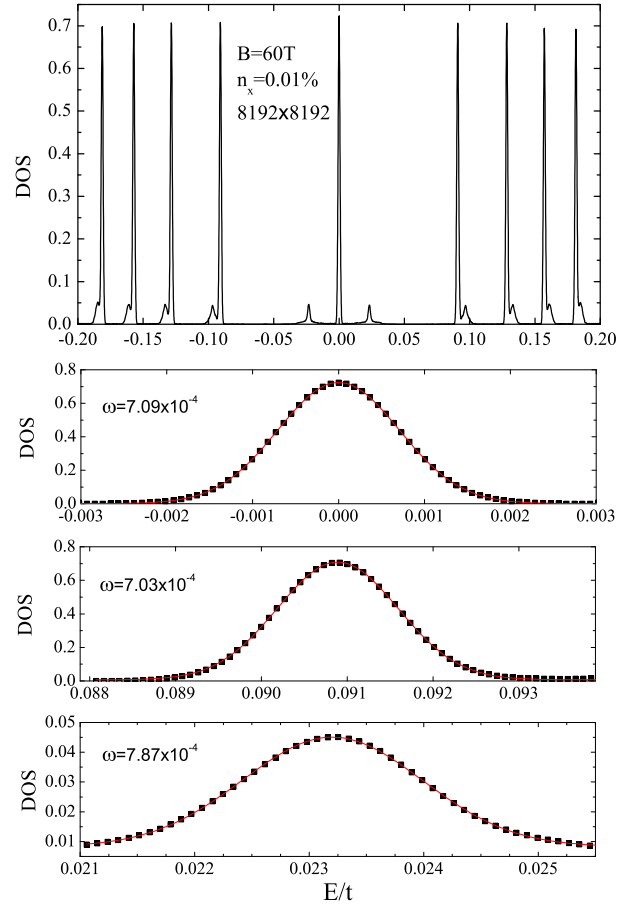 0.7
0.6
0.5
0.4
0.3
0.2
0.1
0.0
DOS
B=60T
n_x=0.01%
8192x8192
-0.20 -0.15 -0.10 -0.05 0.00 0.05 0.10 0.15 0.20
0.8
0.6
0.4
0.2
0.0
DOS
ω=7.09x10⁻⁴
-0.003 -0.002 -0.001 0.000 0.001 0.002 0.003
0.8
0.6
0.4
0.2
0.0
DOS
ω=7.03x10⁻⁴
0.088 0.089 0.090 0.091 0.092 0.093
0.05
0.04
0.03
0.02
0.01
DOS
ω=7.87x10⁻⁴
0.021 0.022 0.023 0.024 0.025
E/t